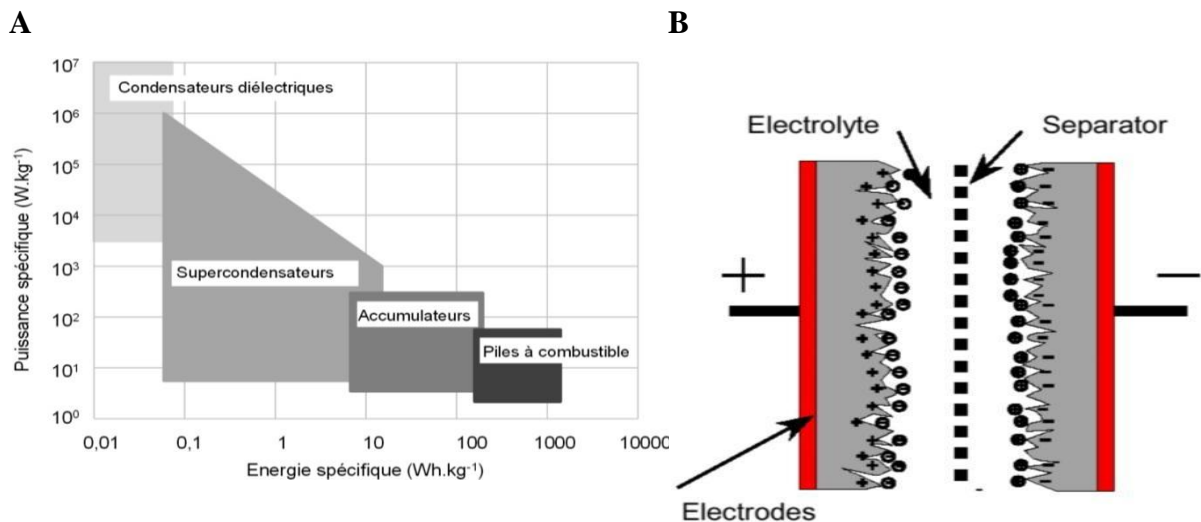 A
B
Puissance spécifique (W.kg⁻¹)
10⁷
10⁶
10⁵
10⁴
10³
10²
10¹
10⁰
Condensateurs diélectriques
Supercondensateurs
Accumulateurs
Piles à combustible
0,01
0,1
1
10
100
1000
10000
Energie spécifique (Wh.kg⁻¹)
Electrolyte
Separator
+
−
Electrodes